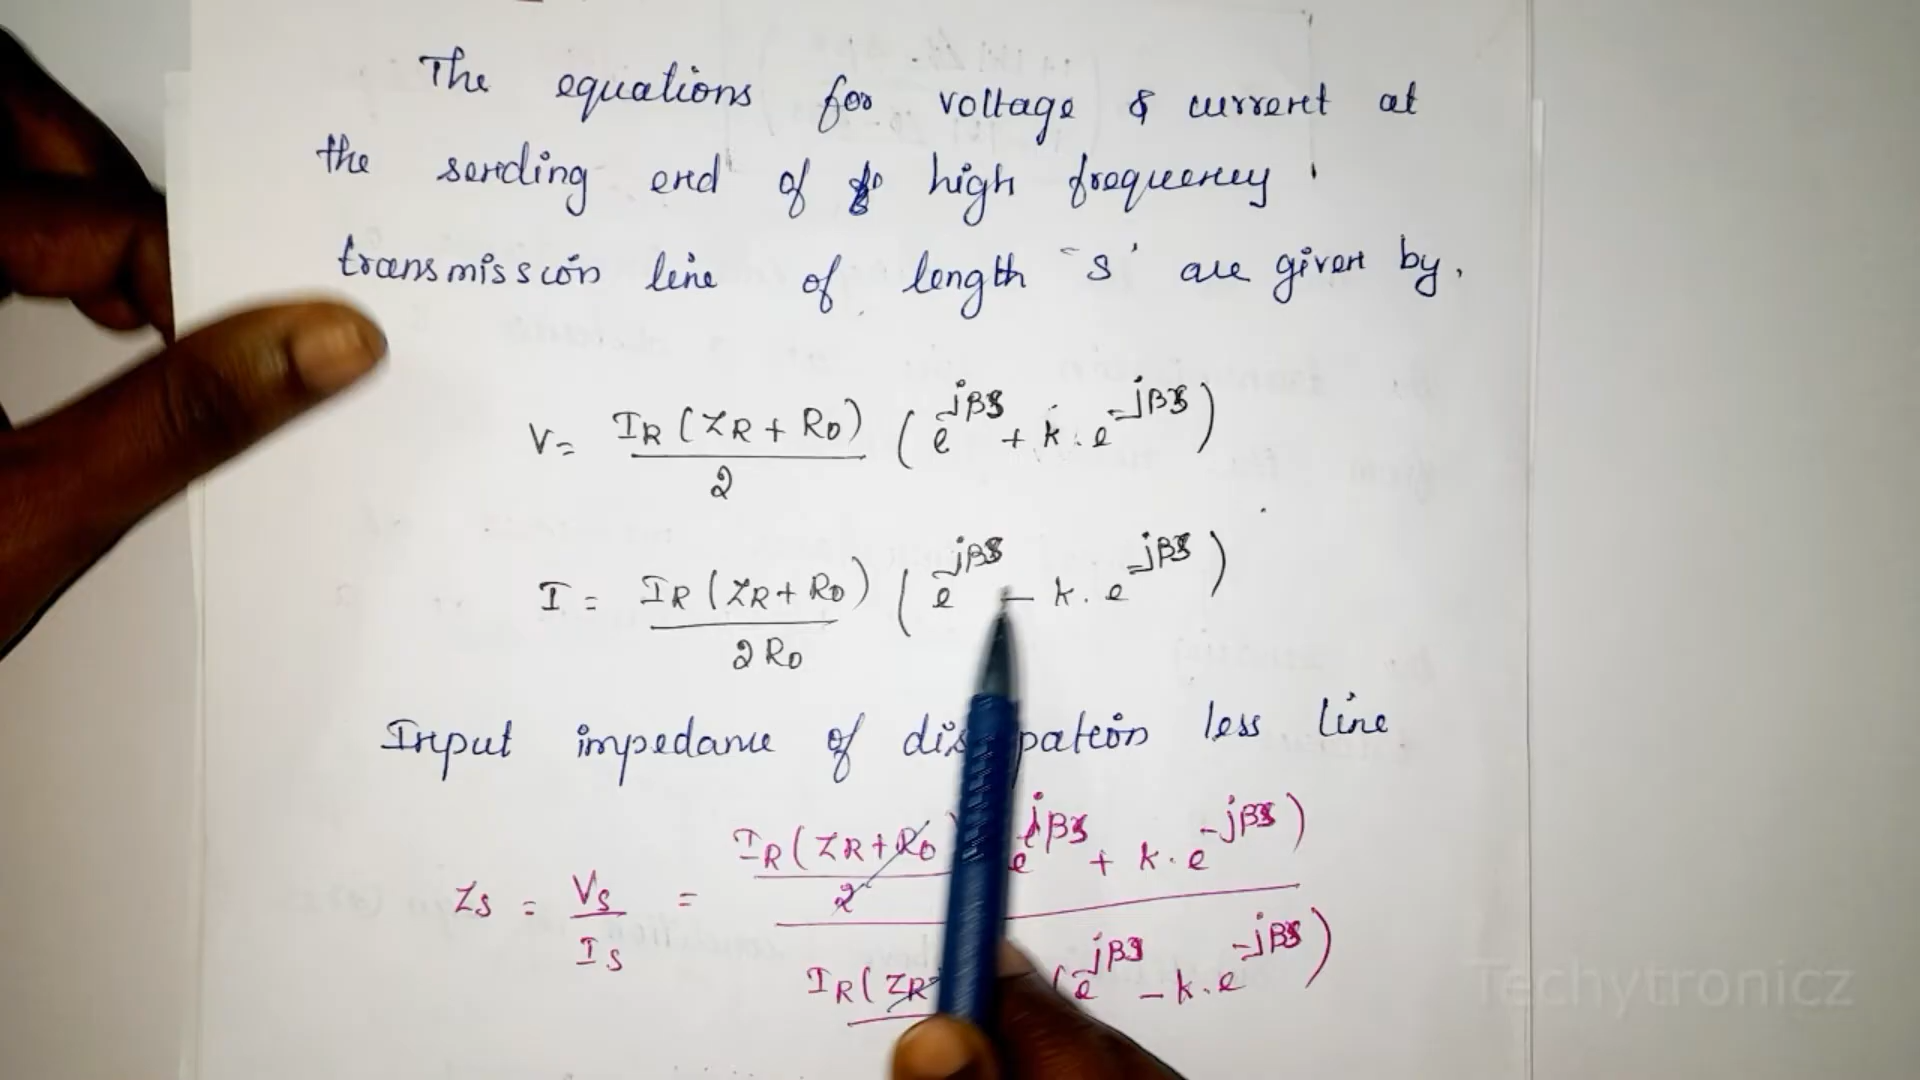 The equations for voltage & current at
the sending end of high frequency
transmission line of length 's' are given by.
V = IR (ZR + R0) / 2 ( e^jβs + k . e^-jβs )
I = IR (ZR + R0) / 2 R0 ( e^jβs - k . e^-jβs )
Input impedance of dissipation less line
ZS = VS / IS = IR (ZR + R0) / 2 e^jβs + k . e^-jβs ) / IR ( ZR ( e^jβs - k . e^-jβs )
Techytronicz